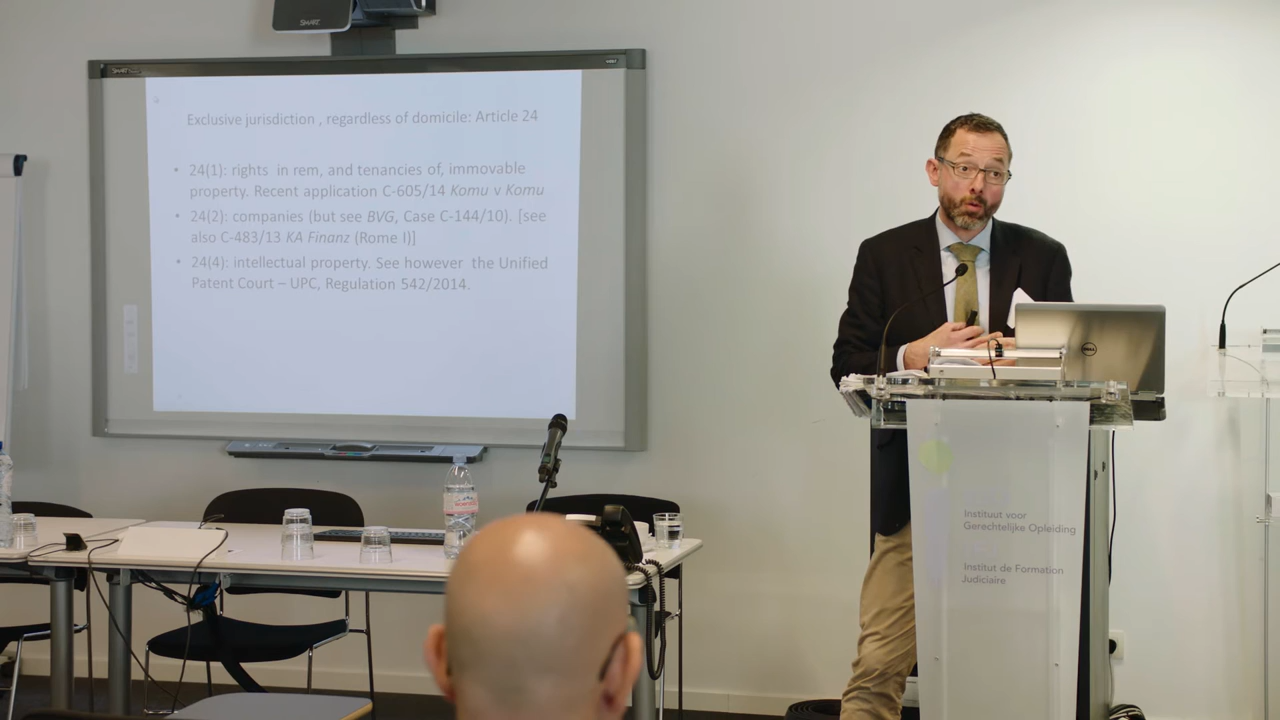 SMART
SMART
Exclusive jurisdiction , regardless of domicile: Article 24
• 24(1): rights in rem, and tenancies of, immovable
property. Recent application C-605/14 Komu v Komu
• 24(2): companies (but see BVG, Case C-144/10). [see
also C-483/13 KA Finanz (Rome I)]
• 24(4): intellectual property. See however the Unified
Patent Court – UPC, Regulation 542/2014.
DELL
Instituut voor
Gerechtelijke Opleiding
Institut de Formation
Judiciaire